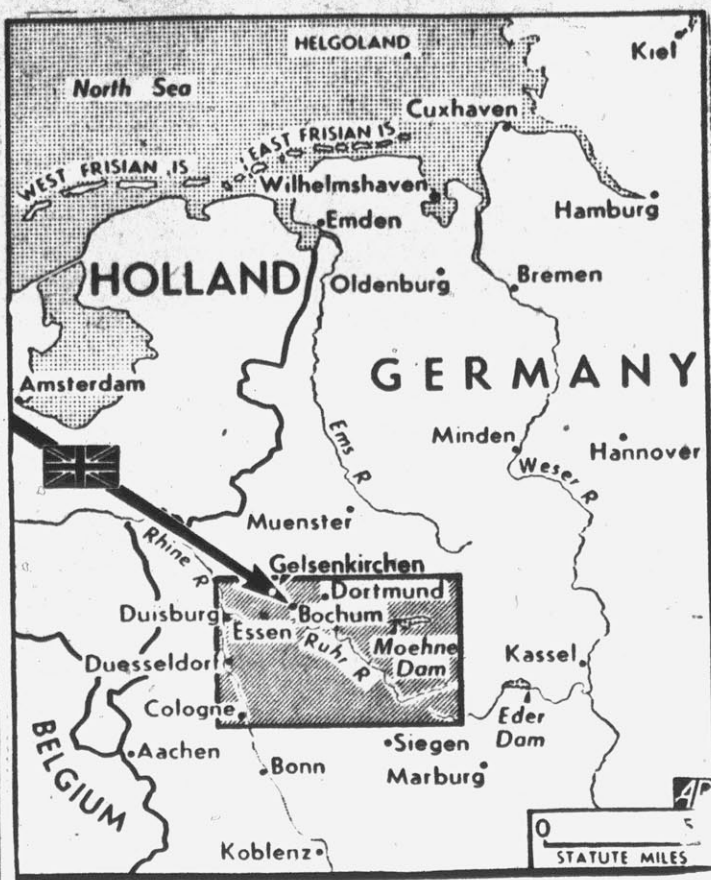 HELGOLAND
Kiel
North Sea
Cuxhaven
WEST FRISIAN IS
EAST FRISIAN IS
Wilhelmshaven
Hamburg
Emden
HOLLAND
Oldenburg
Bremen
GERMANY
Amsterdam
Ems R
Minden
Hannover
Weser R
Muenster
Rhine R
Gelsenkirchen
Dortmund
Duisburg
Bochum
Essen
Ruhr R
Moehne
Dam
Duesseldorf
Kassel
Cologne
Eder
Dam
BELGIUM
Aachen
Siegen
Bonn
Marburg
AP
0 5
STATUTE MILES
Koblenz